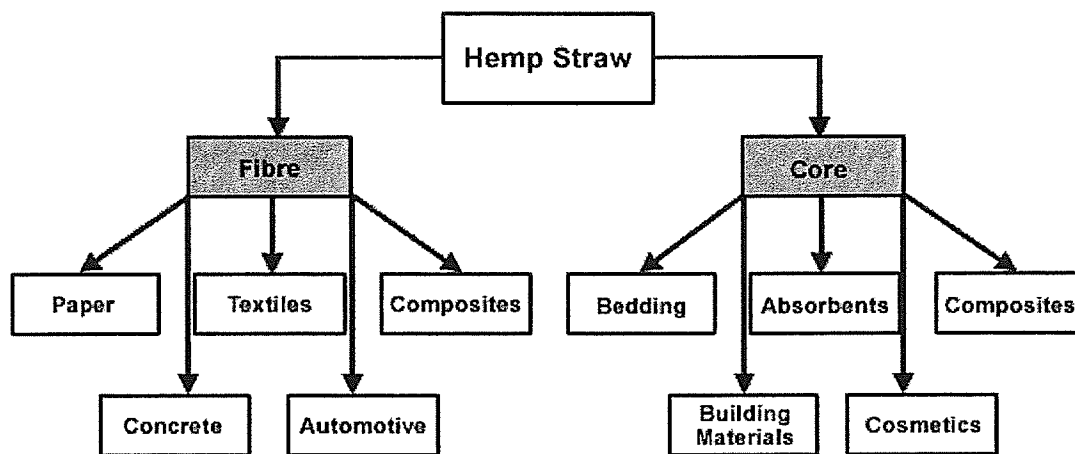 Hemp Straw
Fibre
Core
Paper
Textiles
Composites
Bedding
Absorbents
Composites
Concrete
Automotive
Building
Materials
Cosmetics